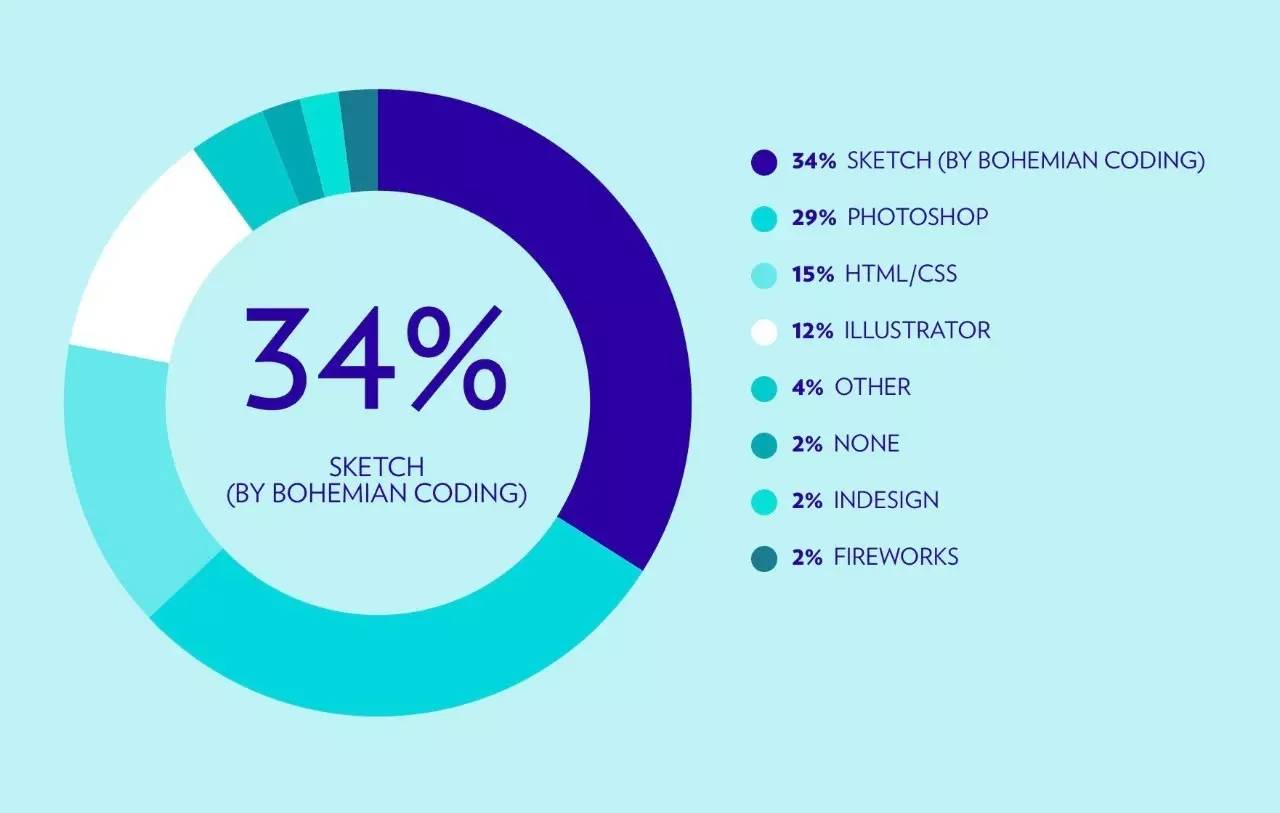 34%
SKETCH
(BY BOHEMIAN CODING)
34% SKETCH (BY BOHEMIAN CODING)
29% PHOTOSHOP
15% HTML/CSS
12% ILLUSTRATOR
4% OTHER
2% NONE
2% INDESIGN
2% FIREWORKS